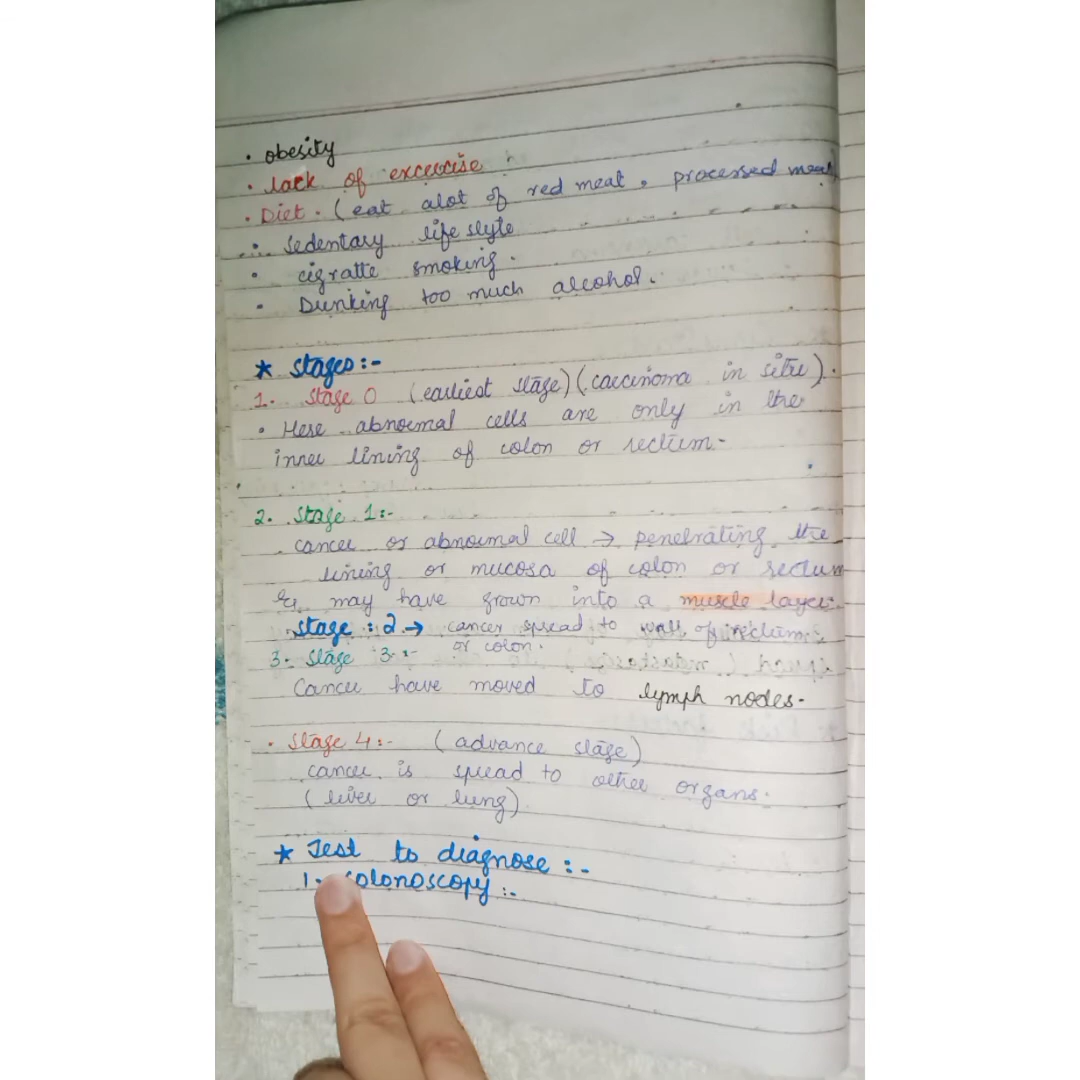 • obesity
• lack of excercise
• Diet. (eat alot of red meat, processed meat
• Sedentary life style
• cigratte smoking.
• Drinking too much alcohol.
* Stages:-
1. Stage 0 (earliest stage) (carcinoma in situ).
• Here abnormal cells are only in the
inner lining of colon or rectum.
2. Stage 1:-
cancer or abnormal cell → penetrating the
lining or mucosa of colon or rectum
& may have grown into a muscle layer.
Stage : 2 → cancer spread to wall of rectum
or colon.
3. Stage 3:-
Cancer have moved to lymph nodes.
• Stage 4:- (advance stage)
cancer is spread to other organs.
(liver or lung)
* Test to diagnose:-
1. colonoscopy:-